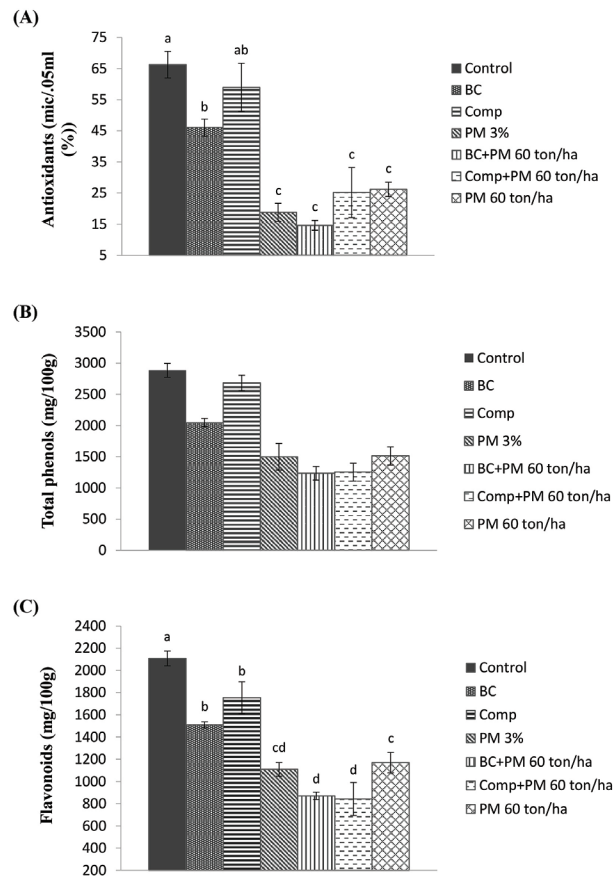 (A)
Antioxidants (mic/.05ml
(%))
75
65
55
45
35
25
15
5
a
b
ab
c
c
c
c
Control
BC
Comp
PM 3%
BC+PM 60 ton/ha
Comp+PM 60 ton/ha
PM 60 ton/ha
(B)
Total phenols (mg/100g)
3500
3000
2500
2000
1500
1000
500
0
Control
BC
Comp
PM 3%
BC+PM 60 ton/ha
Comp+PM 60 ton/ha
PM 60 ton/ha
(C)
Flavonoids (mg/100g)
2400
2200
2000
1800
1600
1400
1200
1000
800
600
400
200
a
b
b
cd
d
d
c
Control
BC
Comp
PM 3%
BC+PM 60 ton/ha
Comp+PM 60 ton/ha
PM 60 ton/ha